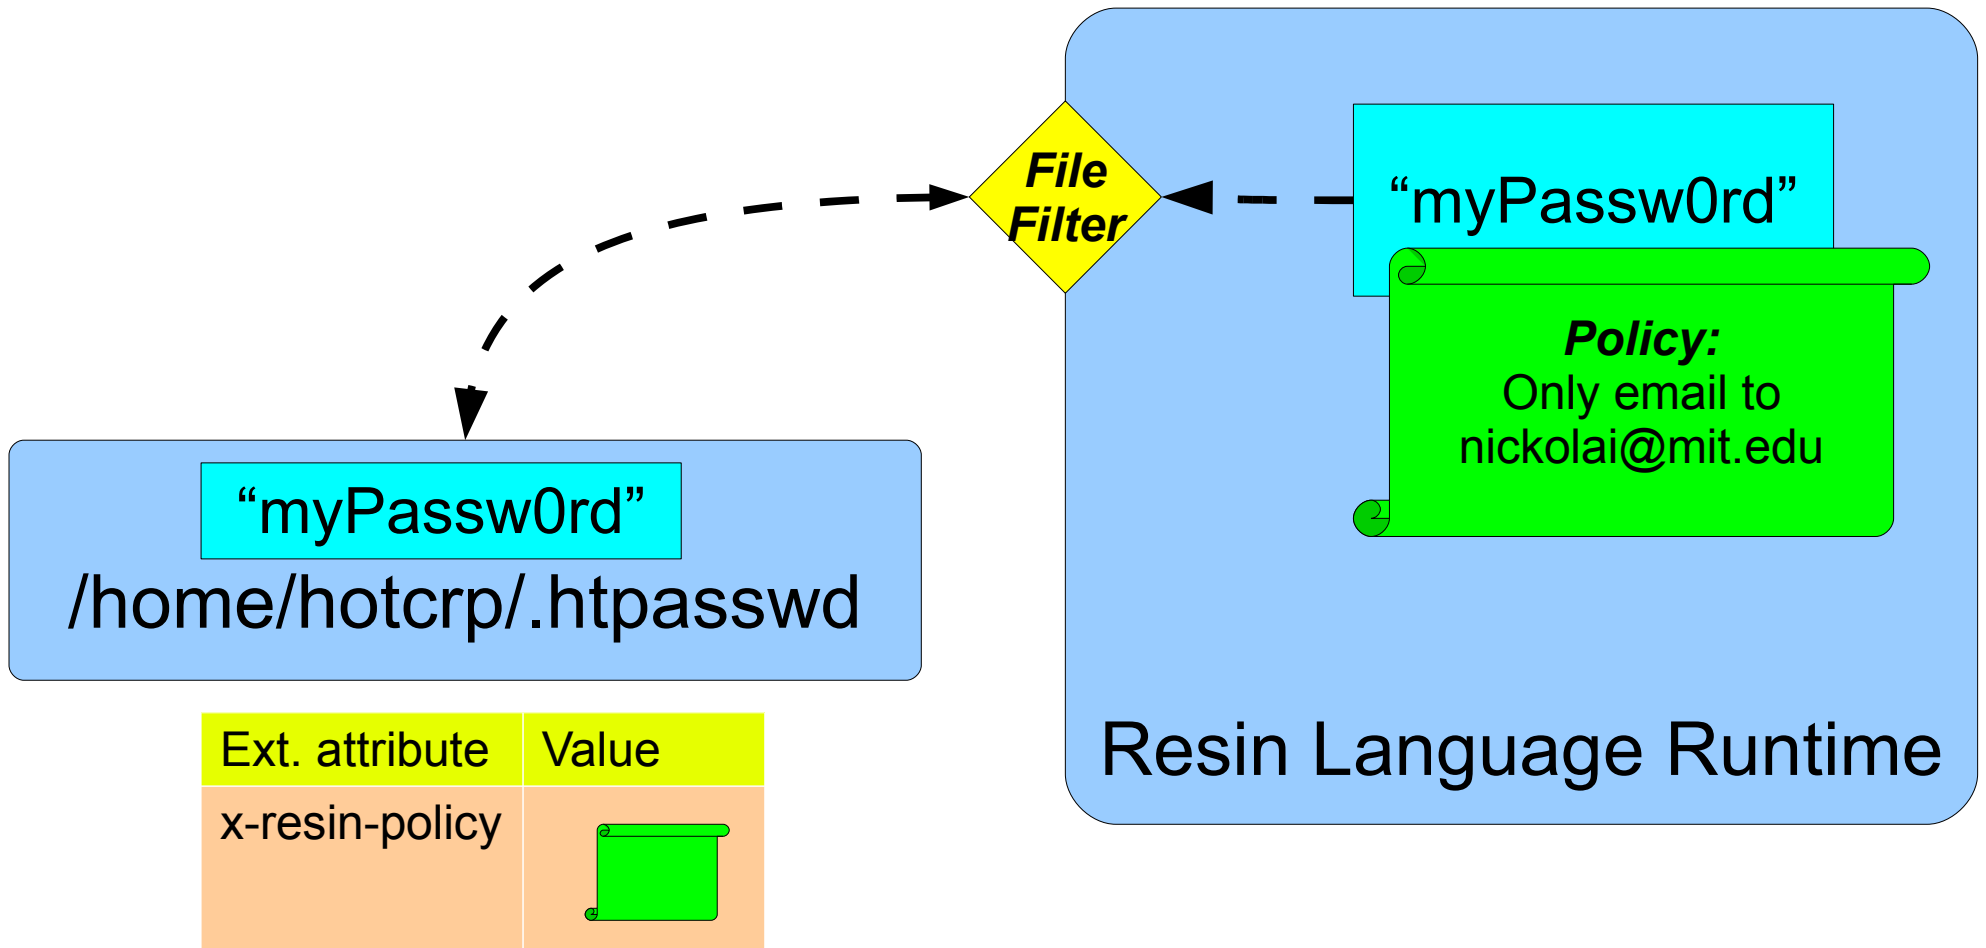 File
Filter
“myPassw0rd”
Policy:
Only email to
nickolai@mit.edu
“myPassw0rd”
/home/hotcrp/.htpasswd
Resin Language Runtime
Ext. attribute Value
x-resin-policy